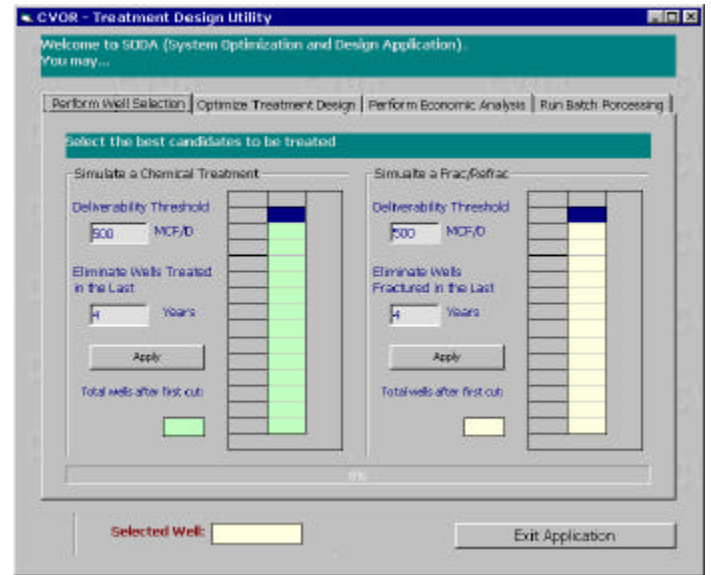 CVOR - Treatment Design Utility
Welcome to SODA (System Optimization and Design Application).
You may...
Perform Well Selection
Optimize Treatment Design
Perform Economic Analysis
Run Batch Porcessing
Select the best candidates to be treated
Simulate a Chemical Treatment
Deliverability Threshold
500 MCF/D
Eliminate Wells Treated
in the Last
4 Years
Apply
Total wells after first cut:
Simualte a Frac/Refrac
Deliverability Threshold
500 MCF/D
Eliminate Wells
Fractured in the Last
4 Years
Apply
Total wells after first cut:
0%
Selected Well:
Exit Application